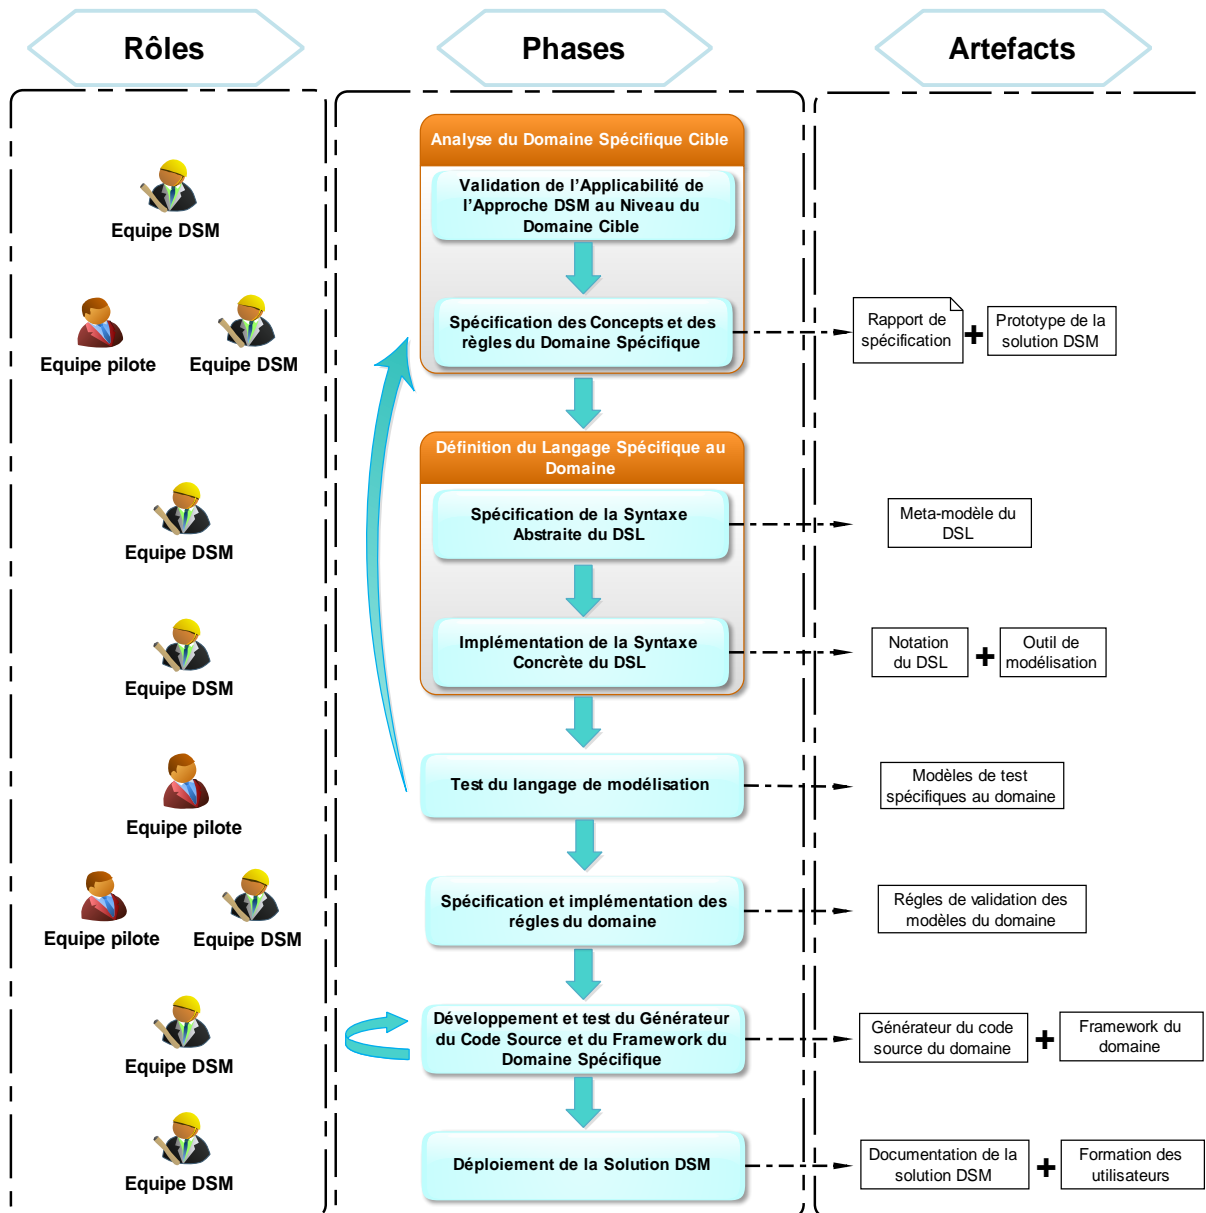 Rôles
Phases
Artefacts
Analyse du Domaine Spécifique Cible
Validation de l'Applicabilité de
l'Approche DSM au Niveau du
Domaine Cible
Equipe DSM
Spécification des Concepts et des
règles du Domaine Spécifique
Equipe pilote
Equipe DSM
Rapport de
spécification
+
Prototype de la
solution DSM
Définition du Langage Spécifique au
Domaine
Spécification de la Syntaxe
Abstraite du DSL
Equipe DSM
Meta-modèle du
DSL
Implémentation de la Syntaxe
Concrète du DSL
Equipe DSM
Notation
du DSL
+
Outil de
modélisation
Test du langage de modélisation
Equipe pilote
Modèles de test
spécifiques au domaine
Spécification et implémentation des
régles du domaine
Equipe pilote
Equipe DSM
Régles de validation des
modèles du domaine
Développement et test du Générateur
du Code Source et du Framework du
Domaine Spécifique
Equipe DSM
Générateur du code
source du domaine
+
Framework du
domaine
Déploiement de la Solution DSM
Equipe DSM
Documentation de la
solution DSM
+
Formation des
utilisateurs